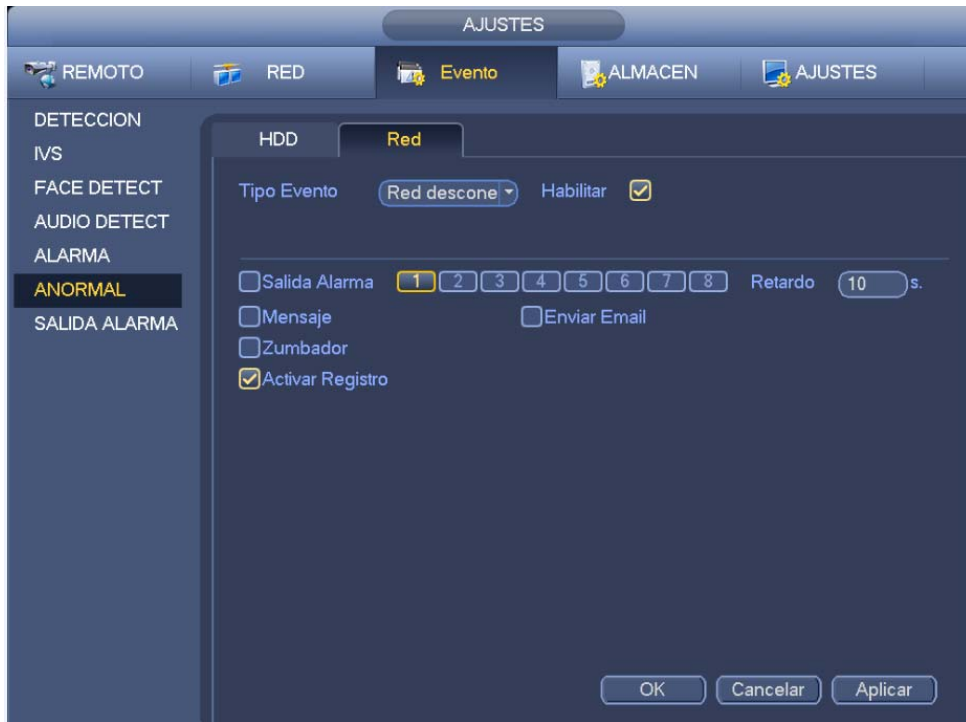 AJUSTES
REMOTO RED Evento ALMACEN AJUSTES
DETECCION
IVS
FACE DETECT
AUDIO DETECT
ALARMA
ANORMAL
SALIDA ALARMA
HDD Red
Tipo Evento Red descone Habilitar
Salida Alarma 1 2 3 4 5 6 7 8 Retardo 10 s.
Mensaje Enviar Email
Zumbador
Activar Registro
OK Cancelar Aplicar